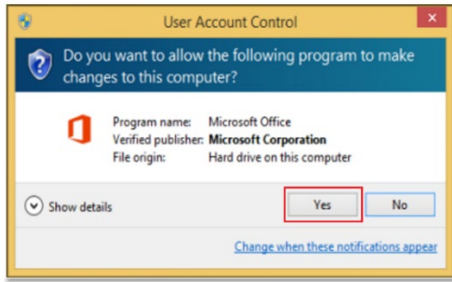 User Account Control
Do you want to allow the following program to make
changes to this computer?
Program name: Microsoft Office
Verified publisher: Microsoft Corporation
File origin: Hard drive on this computer
Show details
Yes
No
Change when these notifications appear